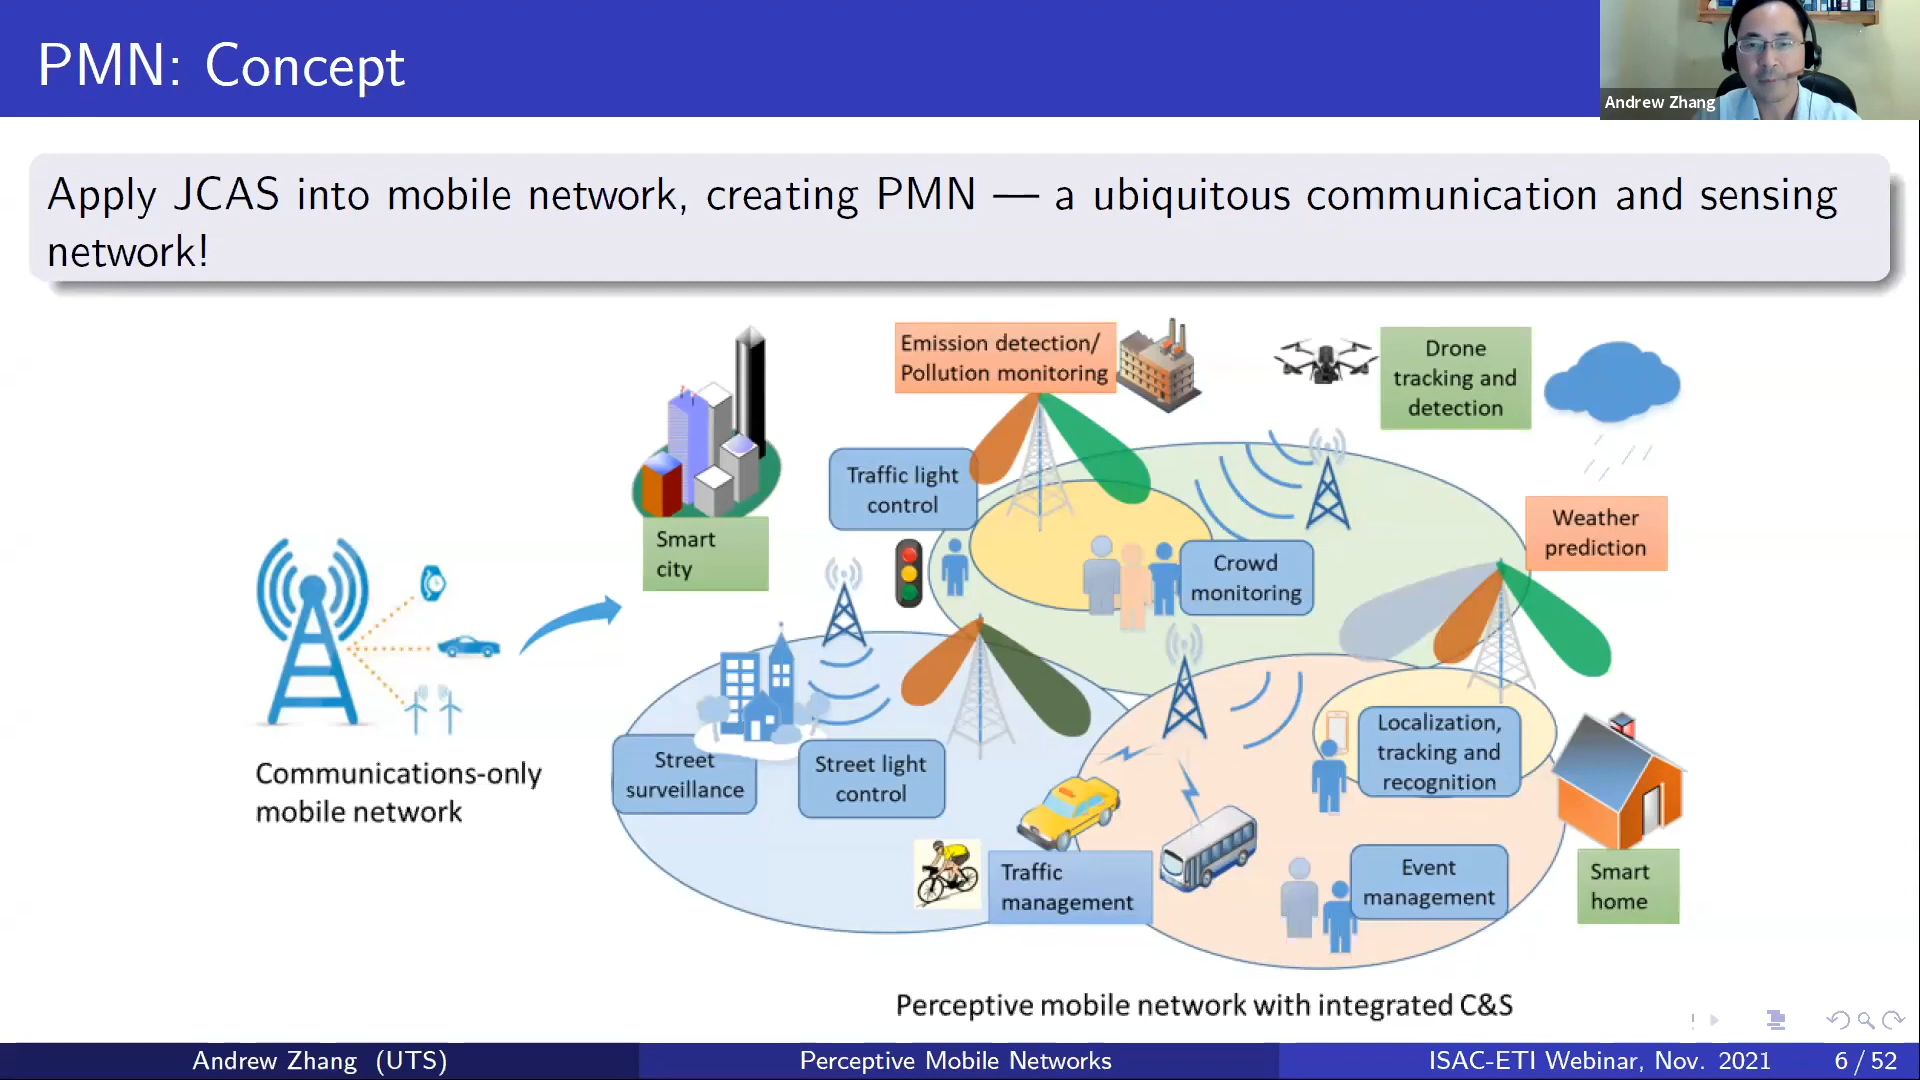 PMN: Concept
Andrew Zhang
Apply JCAS into mobile network, creating PMN — a ubiquitous communication and sensing
network!
Emission detection/
Pollution monitoring
Drone
tracking and
detection
Traffic light
control
Smart
city
Crowd
monitoring
Weather
prediction
Communications-only
mobile network
Street
surveillance
Street light
control
Localization,
tracking and
recognition
Traffic
management
Event
management
Smart
home
Perceptive mobile network with integrated C&S
Andrew Zhang (UTS)
Perceptive Mobile Networks
ISAC-ETI Webinar, Nov. 2021
6 / 52